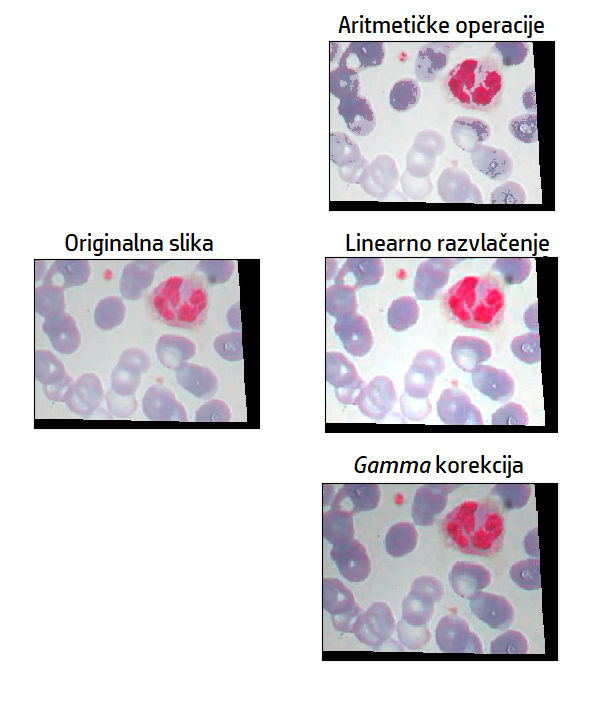 Aritmetičke operacije
Originalna slika
Linearno razvlačenje
Gamma korekcija